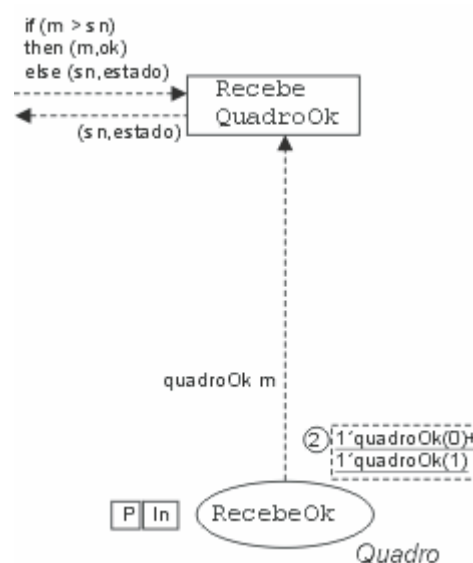 if (m > sn)
then (m,ok)
else (sn,estado)
Recebe
QuadroOk
(sn,estado)
quadroOk m
2
1´quadroOk(0)+
1´quadroOk(1)
P In
RecebeOk
Quadro